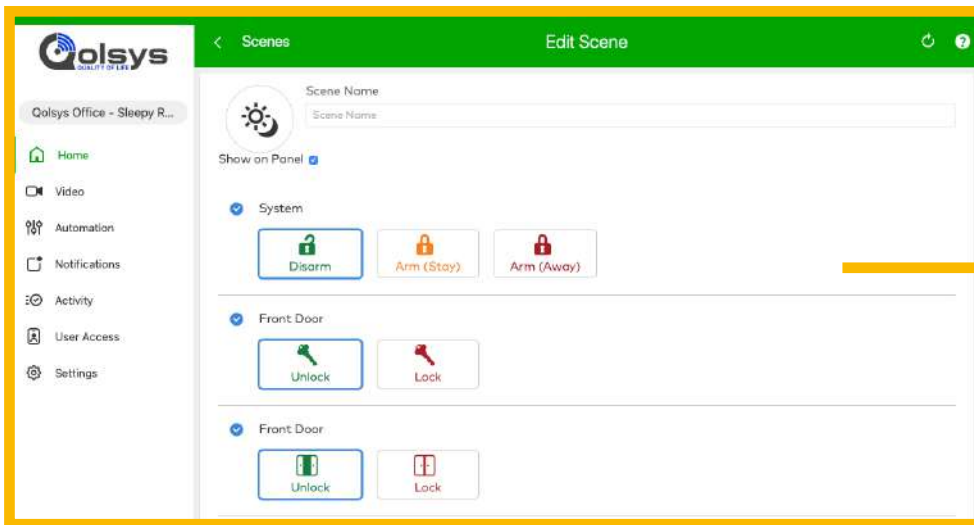 Qolsys
QUALITY OF LIFE
Qolsys Office - Sleepy R...
Home
Video
Automation
Notifications
Activity
User Access
Settings
Scenes
Edit Scene
?
Scene Name
Scene Name
Show on Panel
System
Disarm
Arm (Stay)
Arm (Away)
Front Door
Unlock
Lock
Front Door
Unlock
Lock